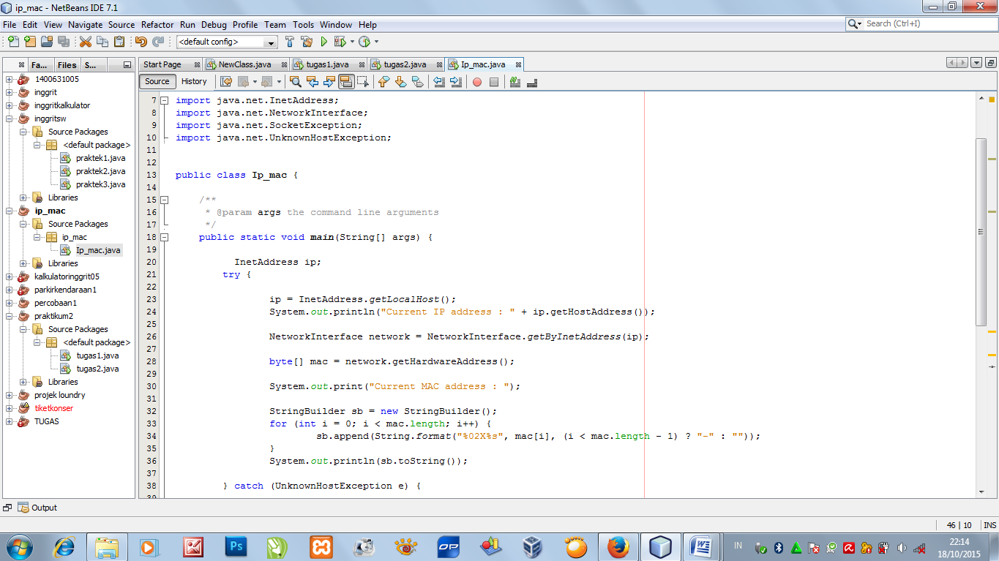 ip_mac - NetBeans IDE 7.1
File Edit View Navigate Source Refactor Run Debug Profile Team Tools Window Help
Search (Ctrl+I)
<default config>
Fa... Files S...
Start Page NewClass.java tugas1.java tugas2.java Ip_mac.java
Source History
1400631005
inggrit
inggritkalkulator
inggritsw
Source Packages
<default package>
praktek1.java
praktek2.java
praktek3.java
Libraries
ip_mac
Source Packages
ip_mac
Ip_mac.java
Libraries
kalkulatoringgrit05
parkirkendaraan1
percobaan1
praktikum2
Source Packages
<default package>
tugas1.java
tugas2.java
Libraries
projek loundry
tiketkonser
TUGAS
7 import java.net.InetAddress;
8 import java.net.NetworkInterface;
9 import java.net.SocketException;
10 import java.net.UnknownHostException;
11
12
13 public class Ip_mac {
14
15 /**
16 * @param args the command line arguments
17 */
18 public static void main(String[] args) {
19
20 InetAddress ip;
21 try {
22
23 ip = InetAddress.getLocalHost();
24 System.out.println("Current IP address : " + ip.getHostAddress());
25
26 NetworkInterface network = NetworkInterface.getByInetAddress(ip);
27
28 byte[] mac = network.getHardwareAddress();
29
30 System.out.print("Current MAC address : ");
31
32 StringBuilder sb = new StringBuilder();
33 for (int i = 0; i < mac.length; i++) {
34 sb.append(String.format("%02X%s", mac[i], (i < mac.length - 1) ? "-" : ""));
35 }
36 System.out.println(sb.toString());
37
38 } catch (UnknownHostException e) {
Output
46 | 10 INS
Ps
OP
W
IN
22:14
18/10/2015